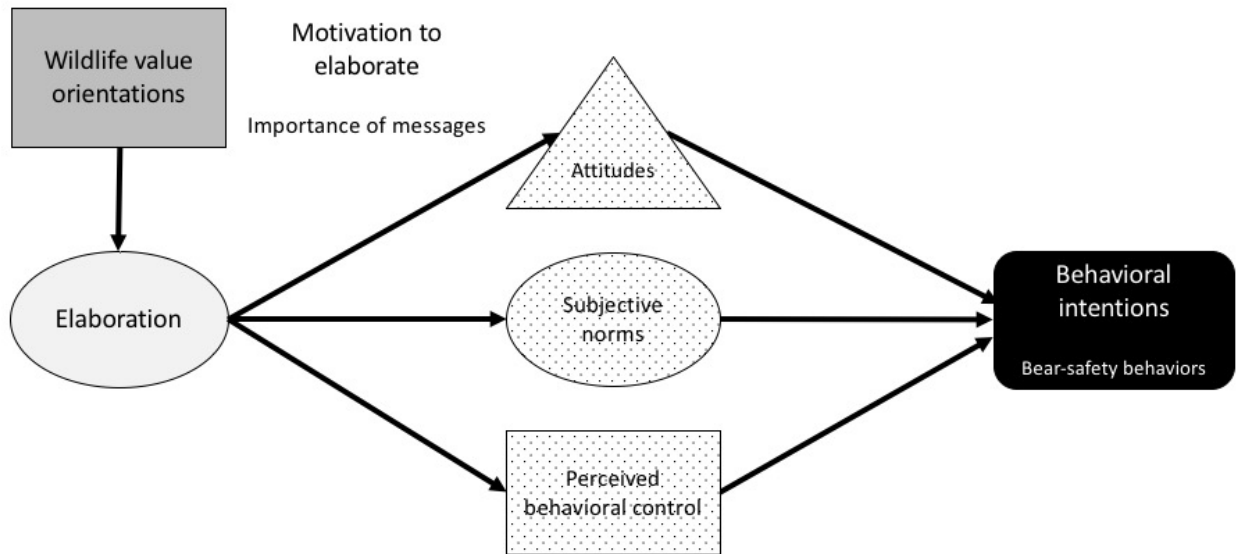 Wildlife value
orientations
Motivation to
elaborate
Importance of messages
Attitudes
Elaboration
Subjective
norms
Behavioral
intentions
Bear-safety behaviors
Perceived
behavioral control